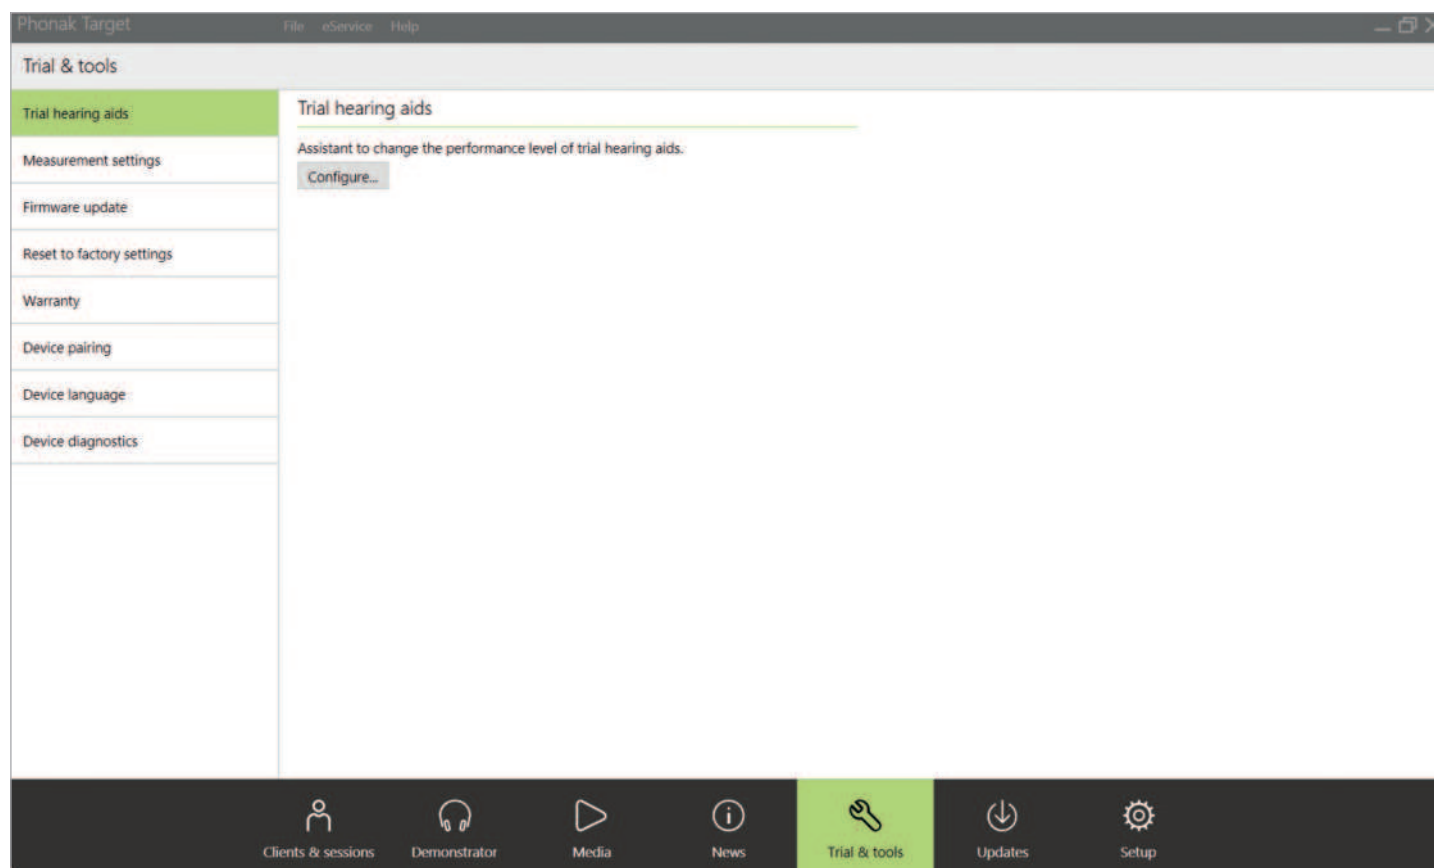 Phonak Target
File eService Help
Trial & tools
Trial hearing aids
Measurement settings
Firmware update
Reset to factory settings
Warranty
Device pairing
Device language
Device diagnostics
Trial hearing aids
Assistant to change the performance level of trial hearing aids.
Configure...
Clients & sessions
Demonstrator
Media
News
Trial & tools
Updates
Setup